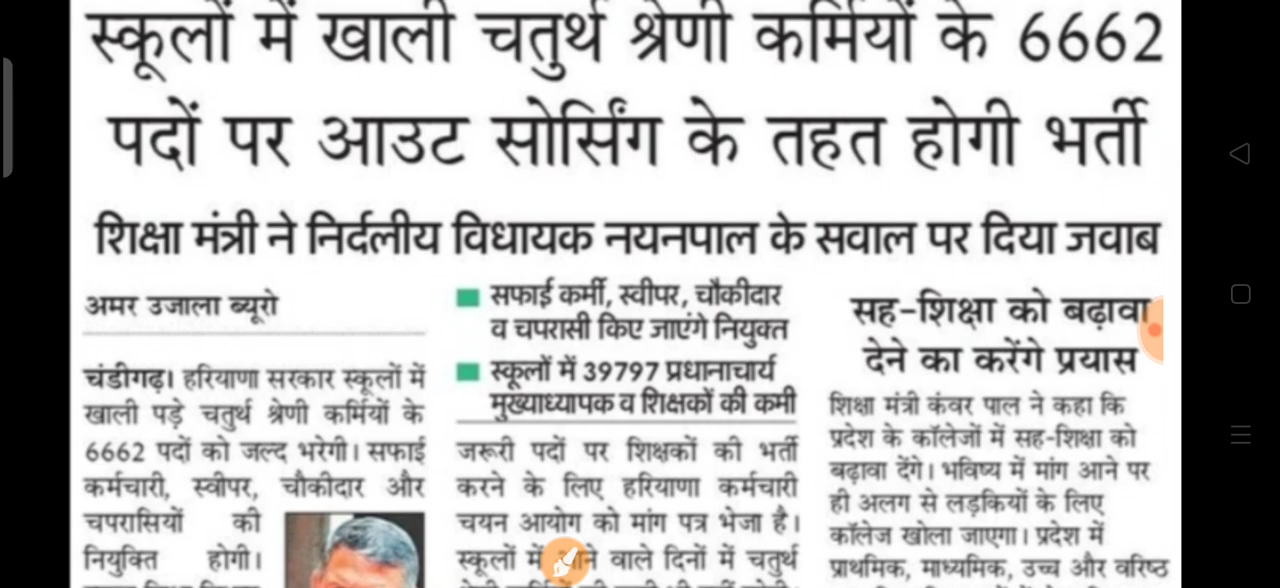 स्कूलों में खाली चतुर्थ श्रेणी कर्मियों के 6662
पदों पर आउट सोर्सिंग के तहत होगी भर्ती
शिक्षा मंत्री ने निर्दलीय विधायक नयनपाल के सवाल पर दिया जवाब
अमर उजाला ब्यूरो
चंडीगढ़। हरियाणा सरकार स्कूलों में
खाली पड़े चतुर्थ श्रेणी कर्मियों के
6662 पदों को जल्द भरेगी। सफाई
कर्मचारी, स्वीपर, चौकीदार और
चपरासियों की
नियुक्ति होगी।
सफाई कर्मी, स्वीपर, चौकीदार
व चपरासी किए जाएंगे नियुक्त
स्कूलों में 39797 प्रधानाचार्य
मुख्याध्यापक व शिक्षकों की कमी
जरूरी पदों पर शिक्षकों की भर्ती
करने के लिए हरियाणा कर्मचारी
चयन आयोग को मांग पत्र भेजा है।
स्कूलों में वाले दिनों में चतुर्थ
सह-शिक्षा को बढ़ावा
देने का करेंगे प्रयास
शिक्षा मंत्री कंवर पाल ने कहा कि
प्रदेश के कॉलेजों में सह-शिक्षा को
बढ़ावा देंगे। भविष्य में मांग आने पर
ही अलग से लड़कियों के लिए
कॉलेज खोला जाएगा। प्रदेश में
प्राथमिक, माध्यमिक, उच्च और वरिष्ठ